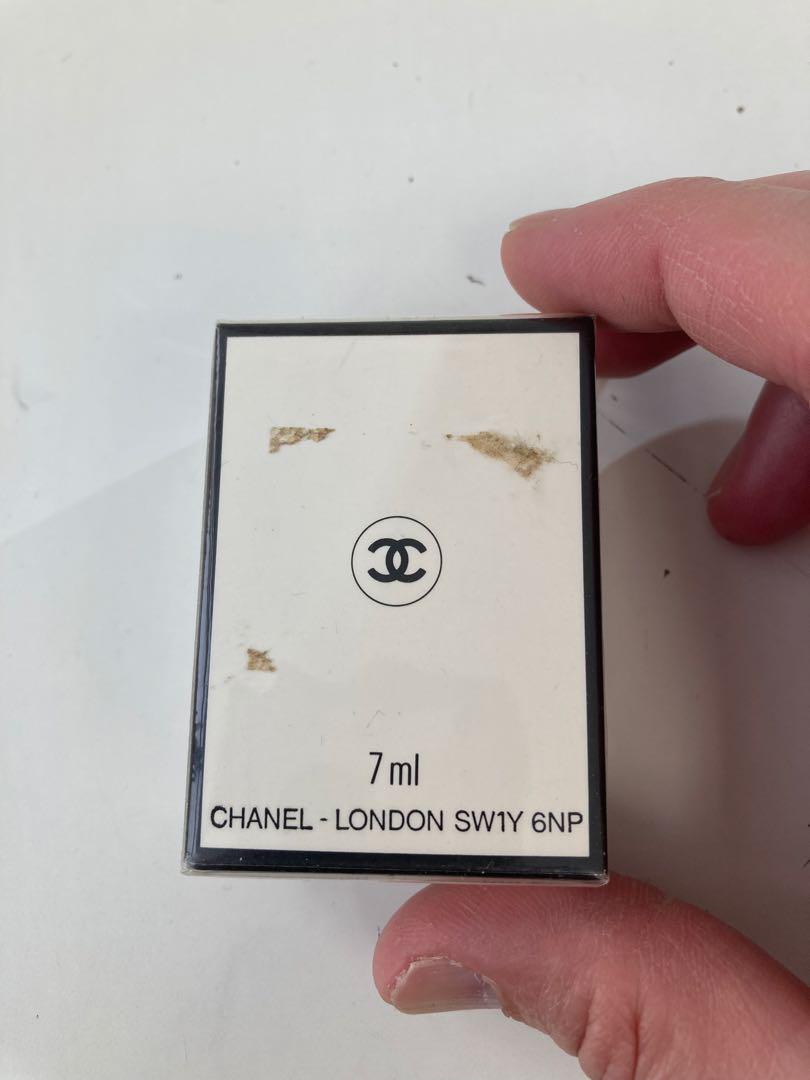 7 ml
CHANEL - LONDON SW1Y 6NP